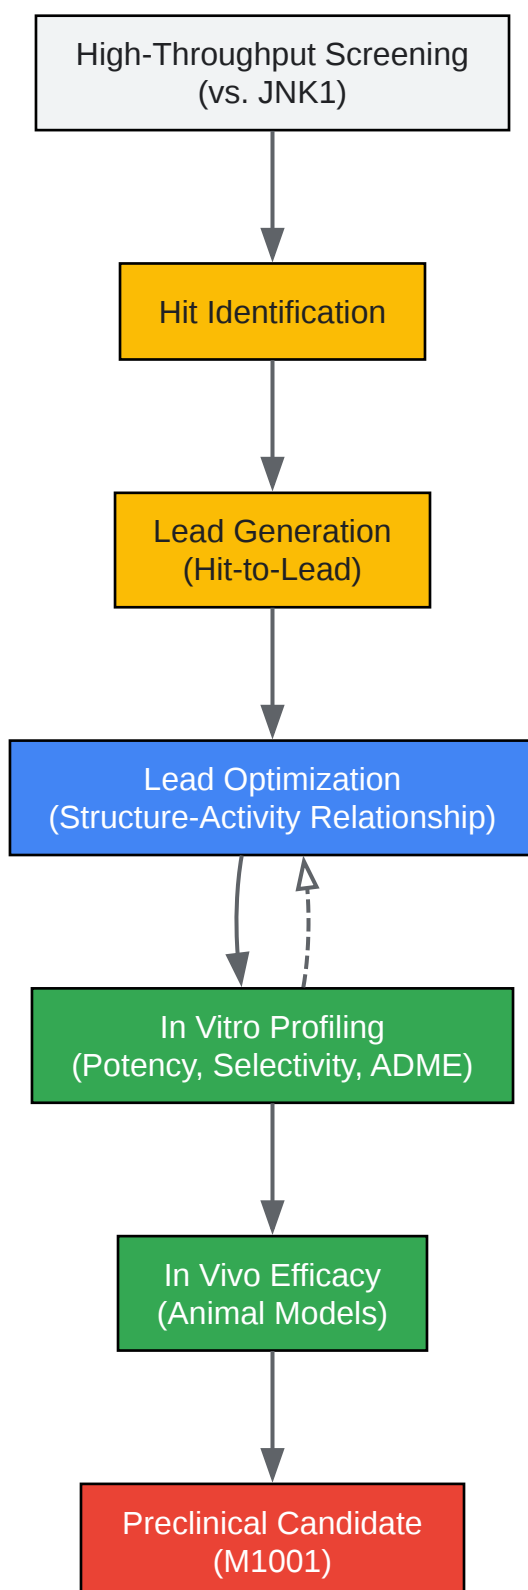 High-Throughput Screening
(vs. JNK1)
Hit Identification
Lead Generation
(Hit-to-Lead)
Lead Optimization
(Structure-Activity Relationship)
In Vitro Profiling
(Potency, Selectivity, ADME)
In Vivo Efficacy
(Animal Models)
Preclinical Candidate
(M1001)